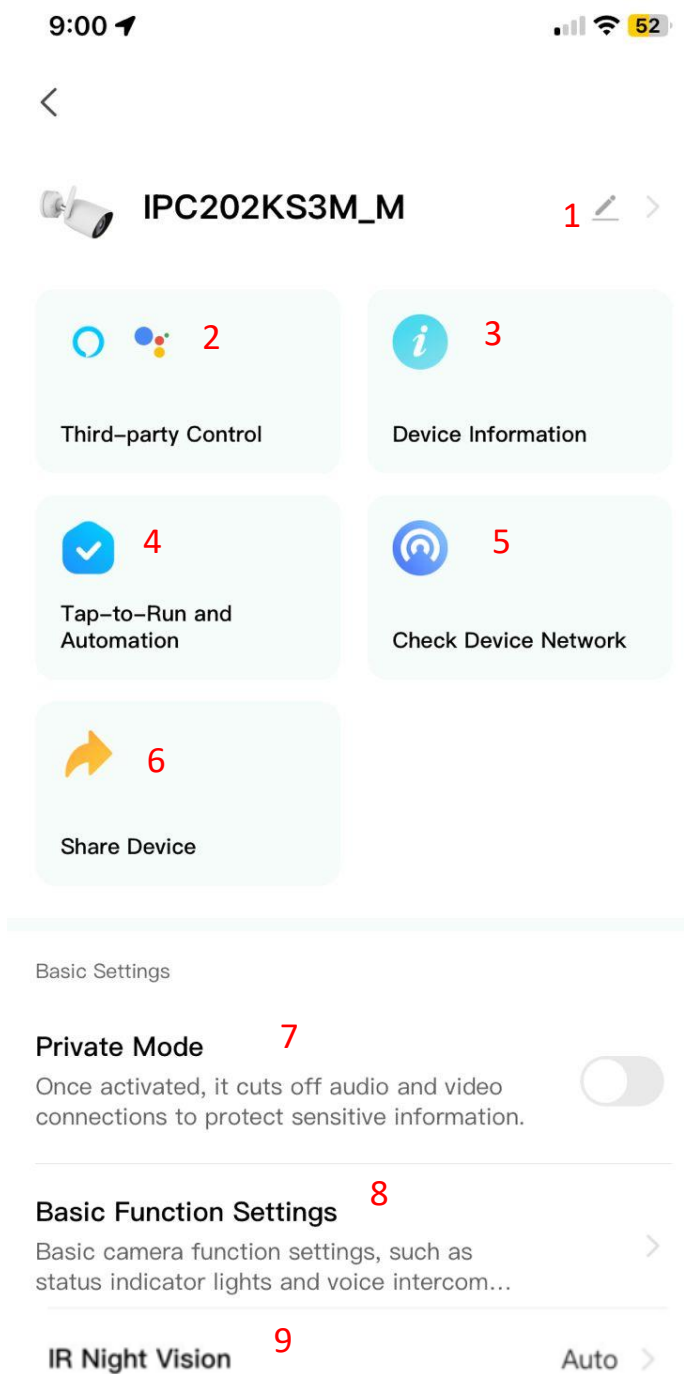 9:00
52
IPC202KS3M_M
1
2
3
Third-party Control
Device Information
4
5
Tap-to-Run and
Automation
Check Device Network
6
Share Device
Basic Settings
Private Mode
7
Once activated, it cuts off audio and video
connections to protect sensitive information.
Basic Function Settings
8
Basic camera function settings, such as
status indicator lights and voice intercom...
IR Night Vision
9
Auto